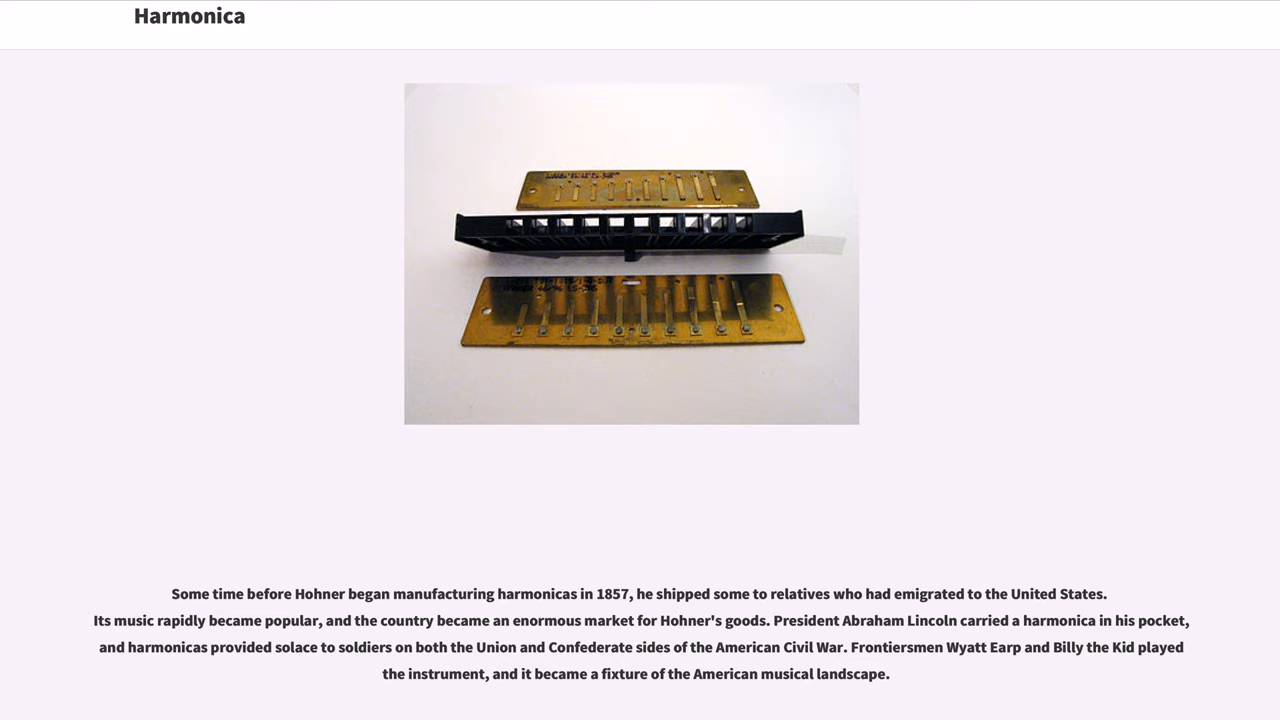 Harmonica
Some time before Hohner began manufacturing harmonicas in 1857, he shipped some to relatives who had emigrated to the United States.
Its music rapidly became popular, and the country became an enormous market for Hohner's goods. President Abraham Lincoln carried a harmonica in his pocket,
and harmonicas provided solace to soldiers on both the Union and Confederate sides of the American Civil War. Frontiersmen Wyatt Earp and Billy the Kid played
the instrument, and it became a fixture of the American musical landscape.